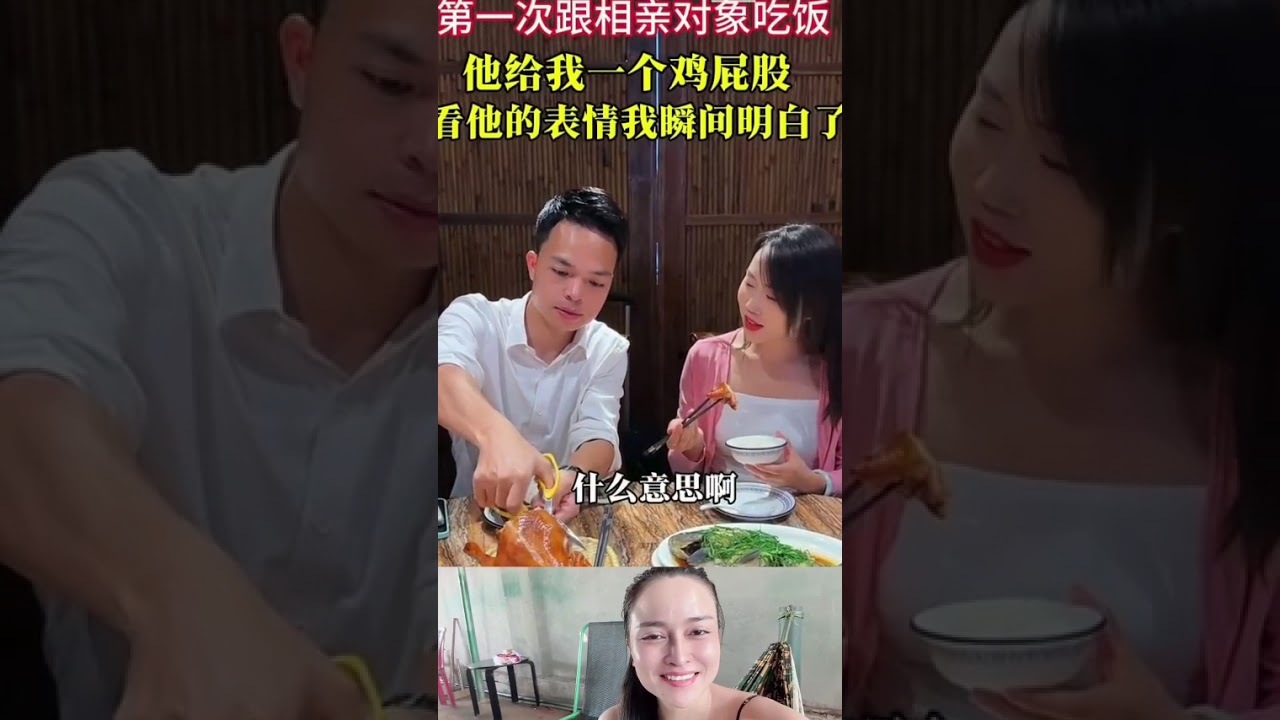 第一次跟相亲对象吃饭
他给我一个鸡屁股
看他的表情我瞬间明白了
什么意思啊